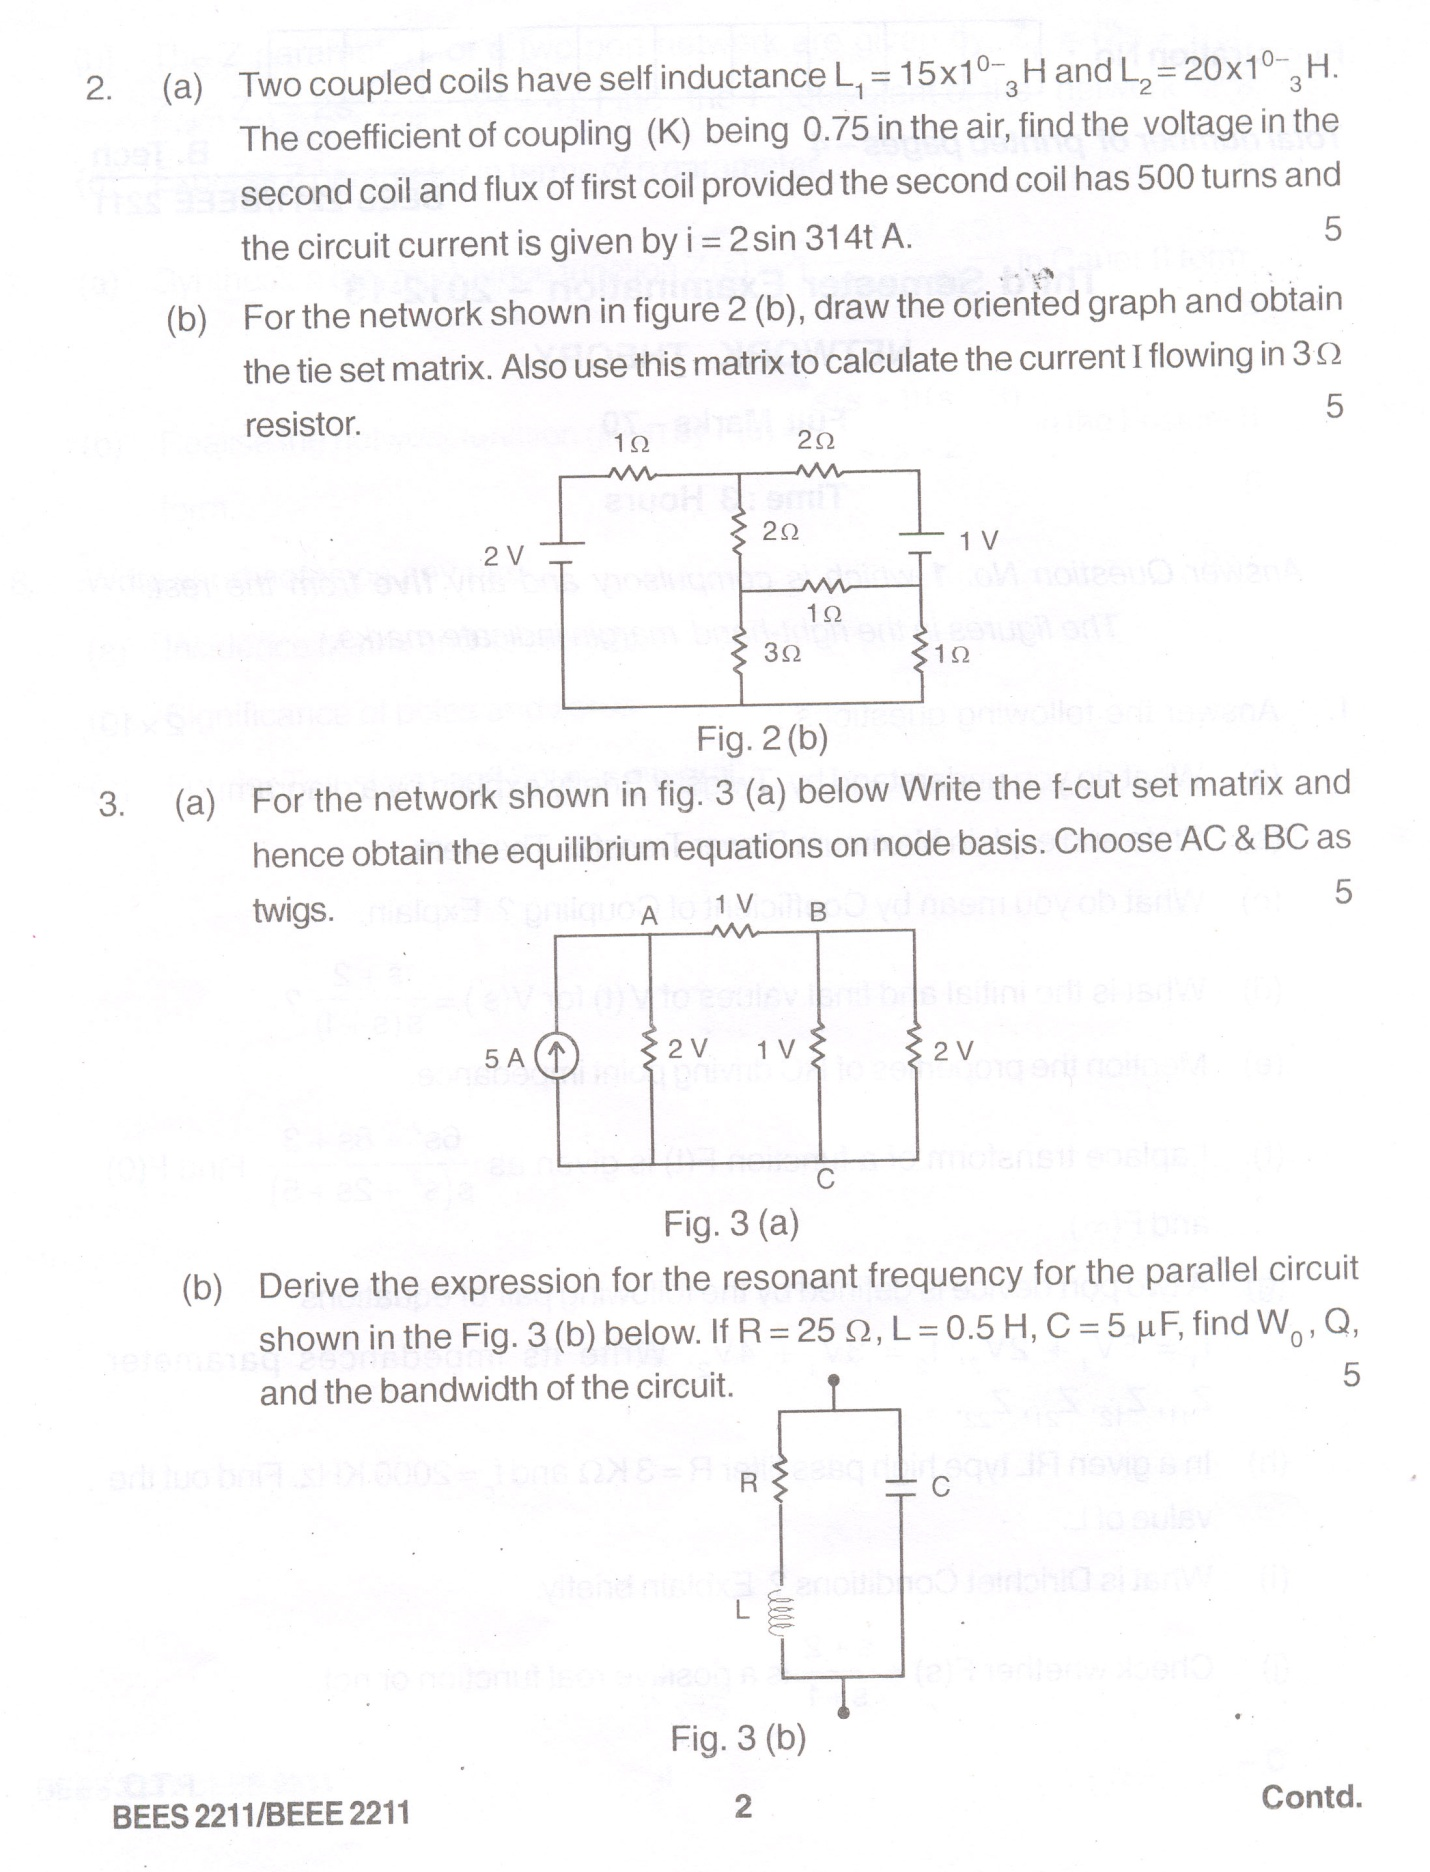 2. (a) Two coupled coils have self inductance L₁ = 15x1⁰⁻₃ H and L₂ = 20x1⁰⁻₃ H.
The coefficient of coupling (K) being 0.75 in the air, find the voltage in the
second coil and flux of first coil provided the second coil has 500 turns and
the circuit current is given by i = 2 sin 314t A. 5
(b) For the network shown in figure 2 (b), draw the oriented graph and obtain
the tie set matrix. Also use this matrix to calculate the current I flowing in 3 Ω
resistor. 5
1Ω 2Ω
2Ω
2 V 1 V
1Ω
3Ω 1Ω
Fig. 2 (b)
3. (a) For the network shown in fig. 3 (a) below Write the f-cut set matrix and
hence obtain the equilibrium equations on node basis. Choose AC & BC as
twigs. 5
A 1 V B
5 A 2 V 1 V 2 V
C
Fig. 3 (a)
(b) Derive the expression for the resonant frequency for the parallel circuit
shown in the Fig. 3 (b) below. If R = 25 Ω, L = 0.5 H, C = 5 μF, find W₀, Q,
and the bandwidth of the circuit. 5
R C
L
Fig. 3 (b)
BEES 2211/BEEE 2211 2 Contd.